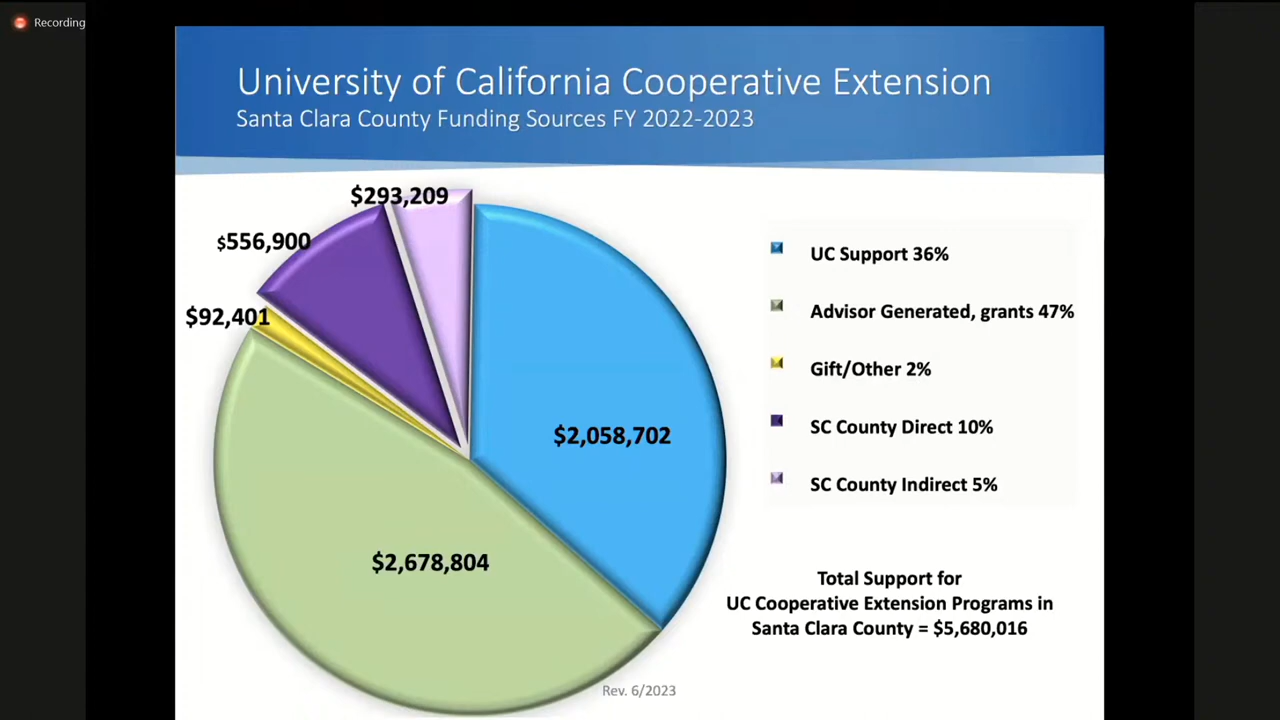 Recording
University of California Cooperative Extension
Santa Clara County Funding Sources FY 2022-2023
$293,209
$556,900
$92,401
$2,058,702
$2,678,804
UC Support 36%
Advisor Generated, grants 47%
Gift/Other 2%
SC County Direct 10%
SC County Indirect 5%
Total Support for
UC Cooperative Extension Programs in
Santa Clara County = $5,680,016
Rev. 6/2023